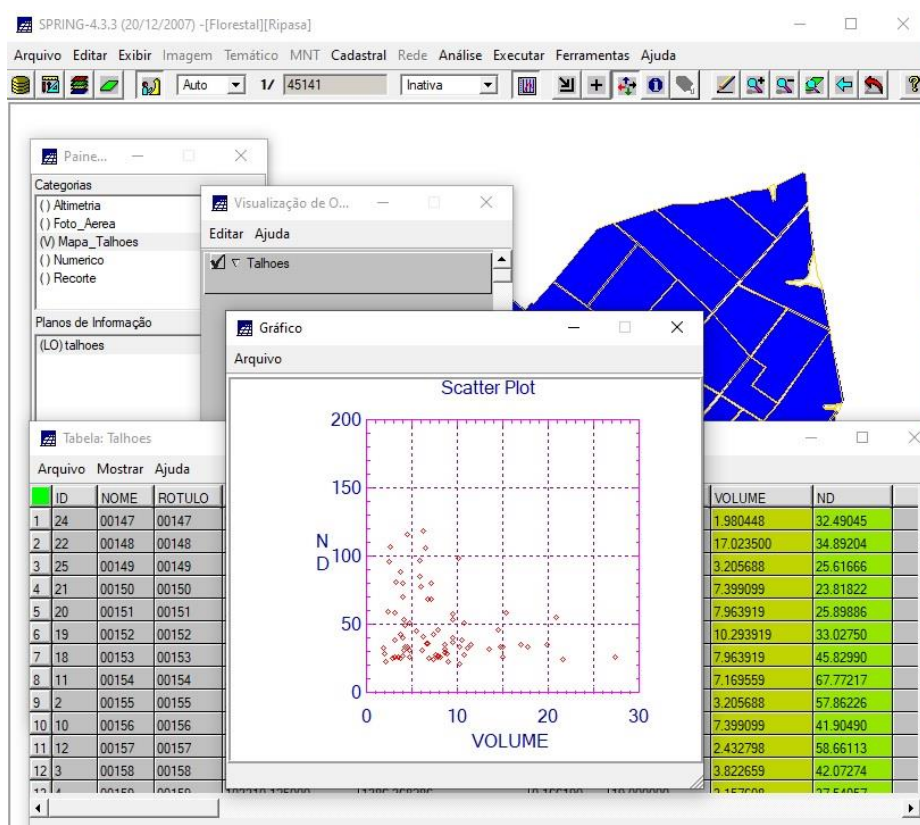 SPRING-4.3.3 (20/12/2007) -[Florestal][Ripasa]
Arquivo Editar Exibir Imagem Temático MNT Cadastral Rede Análise Executar Ferramentas Ajuda
Auto 1/ 45141 Inativa
Paine...
Categorias
() Altimetria
() Foto_Aerea
(V) Mapa_Talhoes
() Numerico
() Recorte
Planos de Informação
(LO) talhoes
Visualização de O...
Editar Ajuda
Talhoes
Gráfico
Arquivo
Scatter Plot
200
150
100
50
0
ND
0 10 20 30
VOLUME
Tabela: Talhoes
Arquivo Mostrar Ajuda
ID NOME ROTULO VOLUME ND
1 24 00147 00147 1.980448 32.49045
2 22 00148 00148 17.023500 34.89204
3 25 00149 00149 3.205688 25.61666
4 21 00150 00150 7.399099 23.81822
5 20 00151 00151 7.963919 25.89886
6 19 00152 00152 10.293919 33.02750
7 18 00153 00153 7.963919 45.82990
8 11 00154 00154 7.169559 67.77217
9 2 00155 00155 3.205688 57.86226
10 10 00156 00156 7.399099 41.90490
11 12 00157 00157 2.432798 58.66113
12 3 00158 00158 3.822659 42.07274